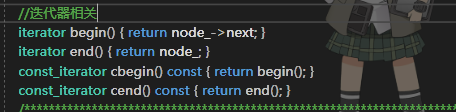 //迭代器相关
iterator begin() { return node_->next; }
iterator end() { return node_; }
const_iterator cbegin() const { return begin(); }
const_iterator cend() const { return end(); }